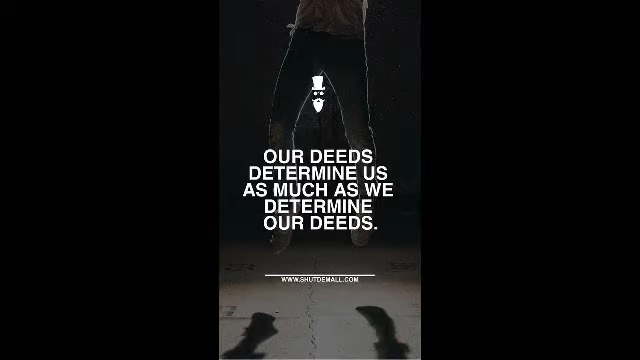 OUR DEEDS
DETERMINE US
AS MUCH AS WE
DETERMINE
OUR DEEDS.
WWW.SHUTDEMALL.COM